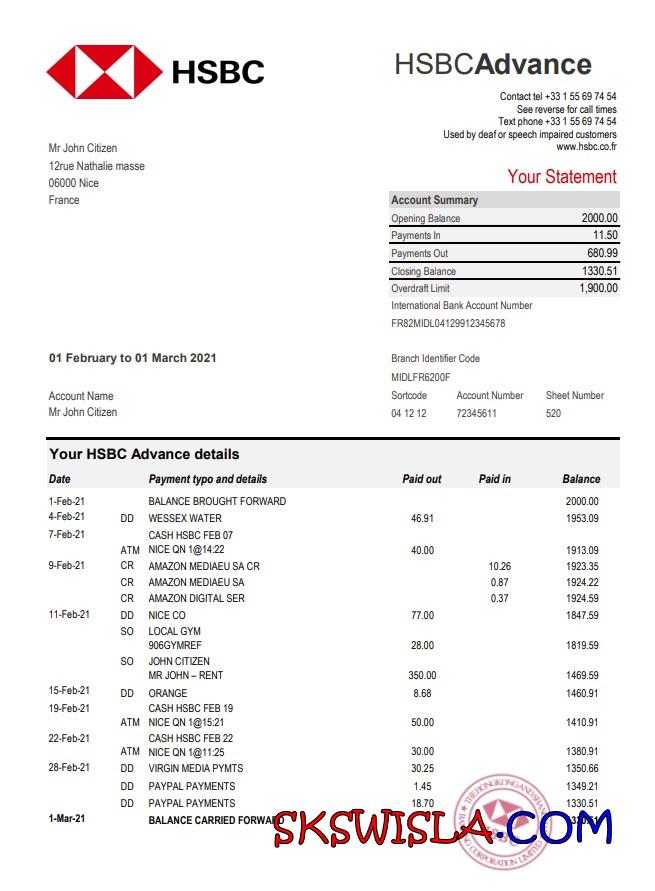 HSBC
HSBCAdvance
Contact tel +33 1 55 69 74 54
See reverse for call times
Text phone +33 1 55 69 74 54
Used by deaf or speech impaired customers
www.hsbc.co.fr
Mr John Citizen
12rue Nathalie masse
06000 Nice
France
Your Statement
Account Summary
Opening Balance 2000.00
Payments In 11.50
Payments Out 680.99
Closing Balance 1330.51
Overdraft Limit 1,900.00
International Bank Account Number
FR82MIDL04129912345678
01 February to 01 March 2021
Branch Identifier Code
MIDLFR6200F
Account Name
Mr John Citizen
Sortcode Account Number Sheet Number
04 12 12 72345611 520
Your HSBC Advance details
Date Payment typo and details Paid out Paid in Balance
1-Feb-21 BALANCE BROUGHT FORWARD 2000.00
4-Feb-21 DD WESSEX WATER 46.91 1953.09
7-Feb-21 CASH HSBC FEB 07
ATM NICE QN 1@14:22 40.00 1913.09
9-Feb-21 CR AMAZON MEDIAEU SA CR 10.26 1923.35
CR AMAZON MEDIAEU SA 0.87 1924.22
CR AMAZON DIGITAL SER 0.37 1924.59
11-Feb-21 DD NICE CO 77.00 1847.59
SO LOCAL GYM
906GYMREF 28.00 1819.59
SO JOHN CITIZEN
MR JOHN – RENT 350.00 1469.59
15-Feb-21 DD ORANGE 8.68 1460.91
19-Feb-21 CASH HSBC FEB 19
ATM NICE QN 1@15:21 50.00 1410.91
22-Feb-21 CASH HSBC FEB 22
ATM NICE QN 1@11:25 30.00 1380.91
28-Feb-21 DD VIRGIN MEDIA PYMTS 30.25 1350.66
DD PAYPAL PAYMENTS 1.45 1349.21
DD PAYPAL PAYMENTS 18.70 1330.51
1-Mar-21 BALANCE CARRIED FORWARD
SKSWISLA.COM